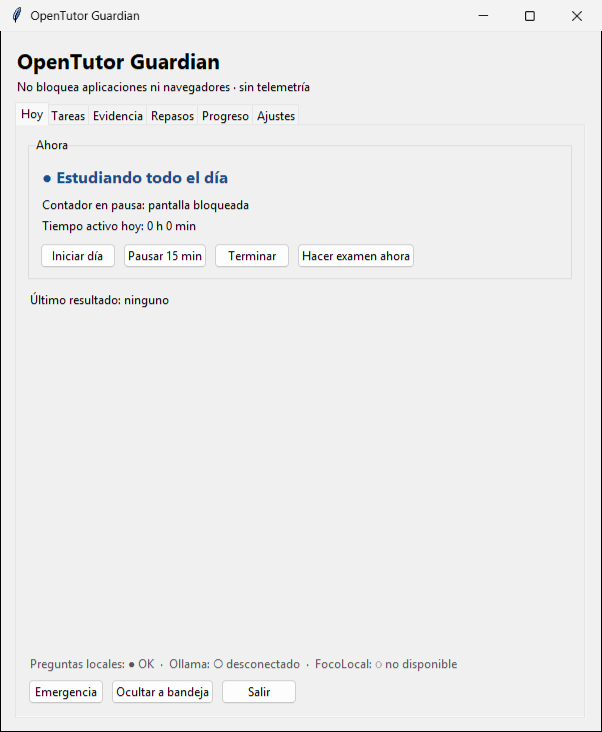 OpenTutor Guardian
OpenTutor Guardian
No bloquea aplicaciones ni navegadores · sin telemetría
Hoy Tareas Evidencia Repasos Progreso Ajustes
Ahora
● Estudiando todo el día
Contador en pausa: pantalla bloqueada
Tiempo activo hoy: 0 h 0 min
Iniciar día Pausar 15 min Terminar Hacer examen ahora
Último resultado: ninguno
Preguntas locales: ● OK · Ollama: ○ desconectado · FocoLocal: ○ no disponible
Emergencia Ocultar a bandeja Salir